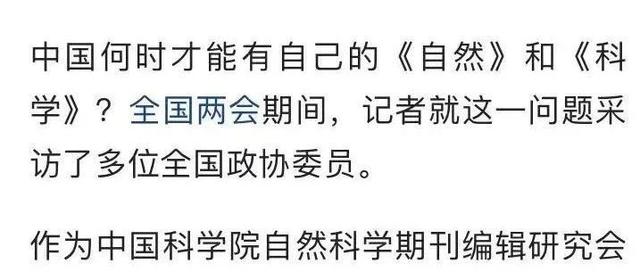 中国何时才能有自己的《自然》和《科
学》？全国两会期间，记者就这一问题采
访了多位全国政协委员。
作为中国科学院自然科学期刊编辑研究会